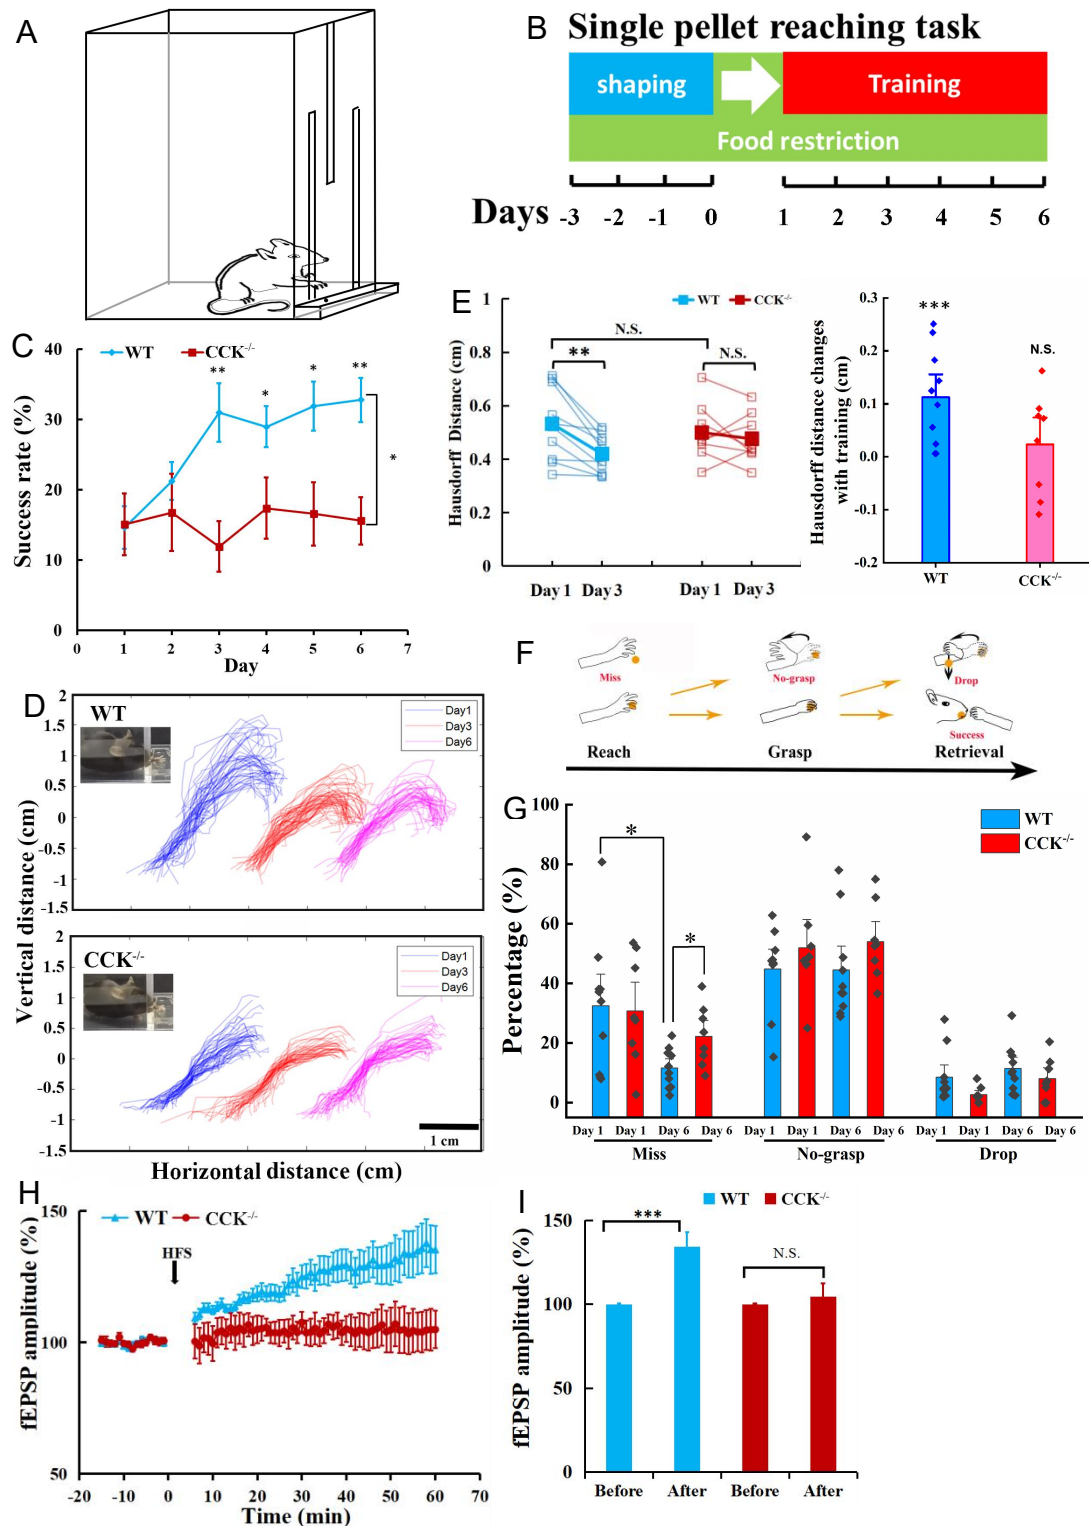 A
B Single pellet reaching task
shaping
Training
Food restriction
Days -3 -2 -1 0 1 2 3 4 5 6
C
WT CCK-/-
Success rate (%)
40
30
20
10
0
** * * **
*
0 1 2 3 4 5 6 7
Day
E
WT CCK-/-
Hausdorff Distance (cm)
1
0.8
0.6
0.4
0.2
0
N.S.
**
N.S.
Day 1 Day 3 Day 1 Day 3
Hausdorff distance changes
with training (cm)
0.3
0.2
0.1
0.0
-0.1
-0.2
***
N.S.
WT CCK-/-
D
WT
Day1
Day3
Day6
2
1.5
1
0.5
0
-0.5
-1
-1.5
CCK-/-
Day1
Day3
Day6
2
1.5
1
0.5
0
-0.5
-1
-1.5
1 cm
Vertical distance (cm)
Horizontal distance (cm)
F
Miss
No-grasp
Drop
Success
Reach Grasp Retrieval
G
WT
CCK-/-
Percentage (%)
100
80
60
40
20
0
*
*
Day 1 Day 1 Day 6 Day 6 Day 1 Day 1 Day 6 Day 6 Day 1 Day 1 Day 6 Day 6
Miss No-grasp Drop
H
WT CCK-/-
HFS
fEPSP amplitude (%)
150
100
50
-20 -10 0 10 20 30 40 50 60 70
Time (min)
I
WT CCK-/-
fEPSP amplitude (%)
150
100
50
0
***
N.S.
Before After Before After